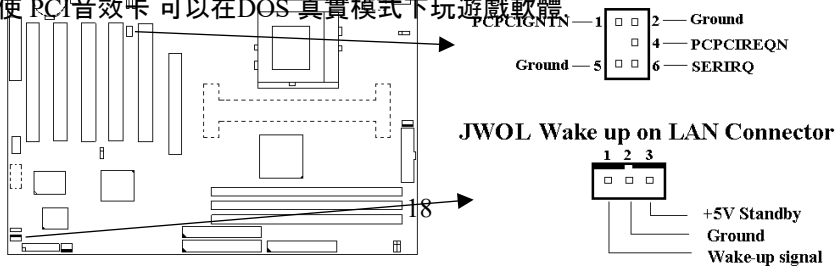 使 PCI音效卡 可以在DOS 真實模式下玩遊戲軟體
PCPCIGNTN 1 2 Ground
4 PCPCIREQN
Ground 5 6 SERIRQ
JWOL Wake up on LAN Connector
1 2 3
18
+5V Standby
Ground
Wake-up signal